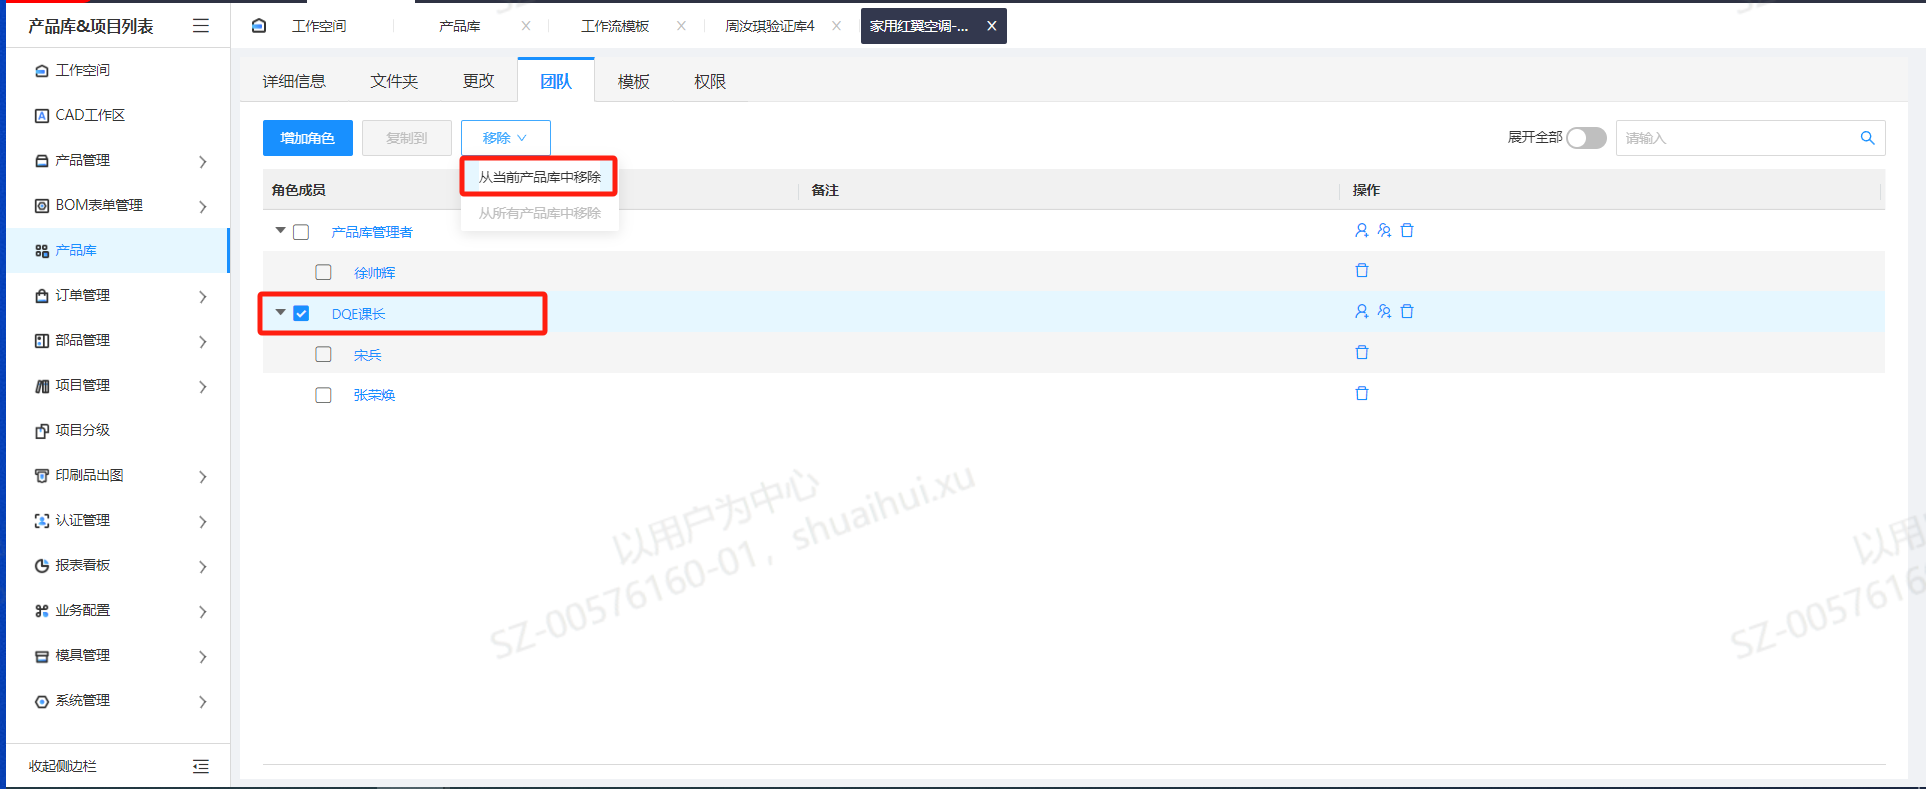 产品库&项目列表
工作空间
产品库
工作流模板
周汝琪验证库4
家用红翼空调-...
工作空间
CAD工作区
产品管理
BOM表单管理
产品库
订单管理
部品管理
项目管理
项目分级
印刷品出图
认证管理
报表看板
业务配置
模具管理
系统管理
收起侧边栏
详细信息
文件夹
更改
团队
模板
权限
增加角色
复制到
移除
展开全部
请输入
从当前产品库中移除
从所有产品库中移除
角色成员
备注
操作
产品库管理者
徐帅辉
DQE课长
宋兵
张荣焕
以用户为中心
SZ-00576160-01, shuaihui.xu
以用
SZ-0057616